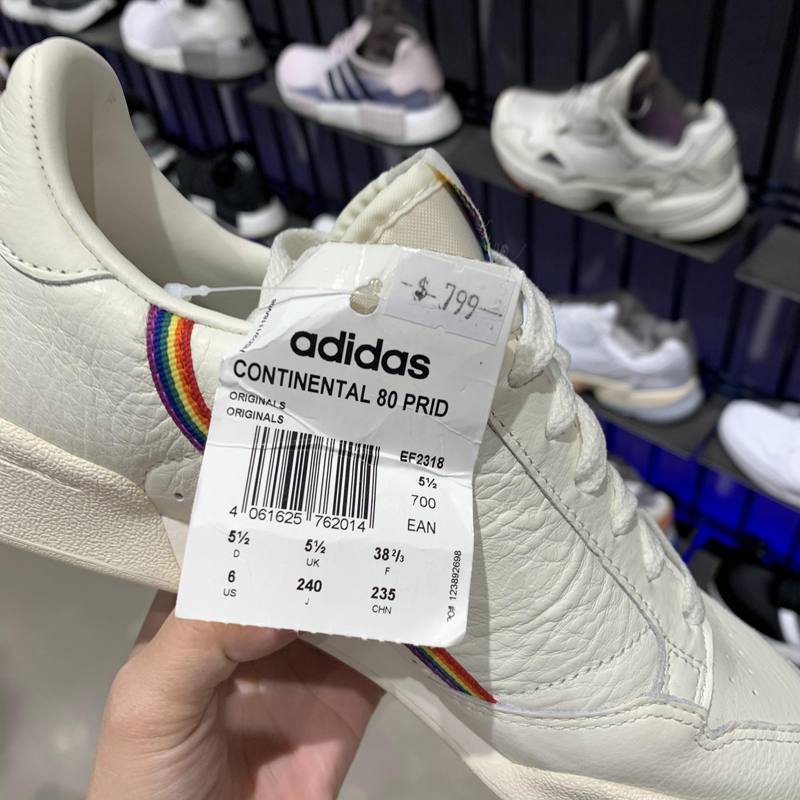 $ 799
adidas
CONTINENTAL 80 PRID
ORIGINALS
ORIGINALS
EF2318
5½
700
EAN
4 061625 762014
5½ 5½ 38⅔
D UK F
6 240 235
US J CHN
PO# 123892698